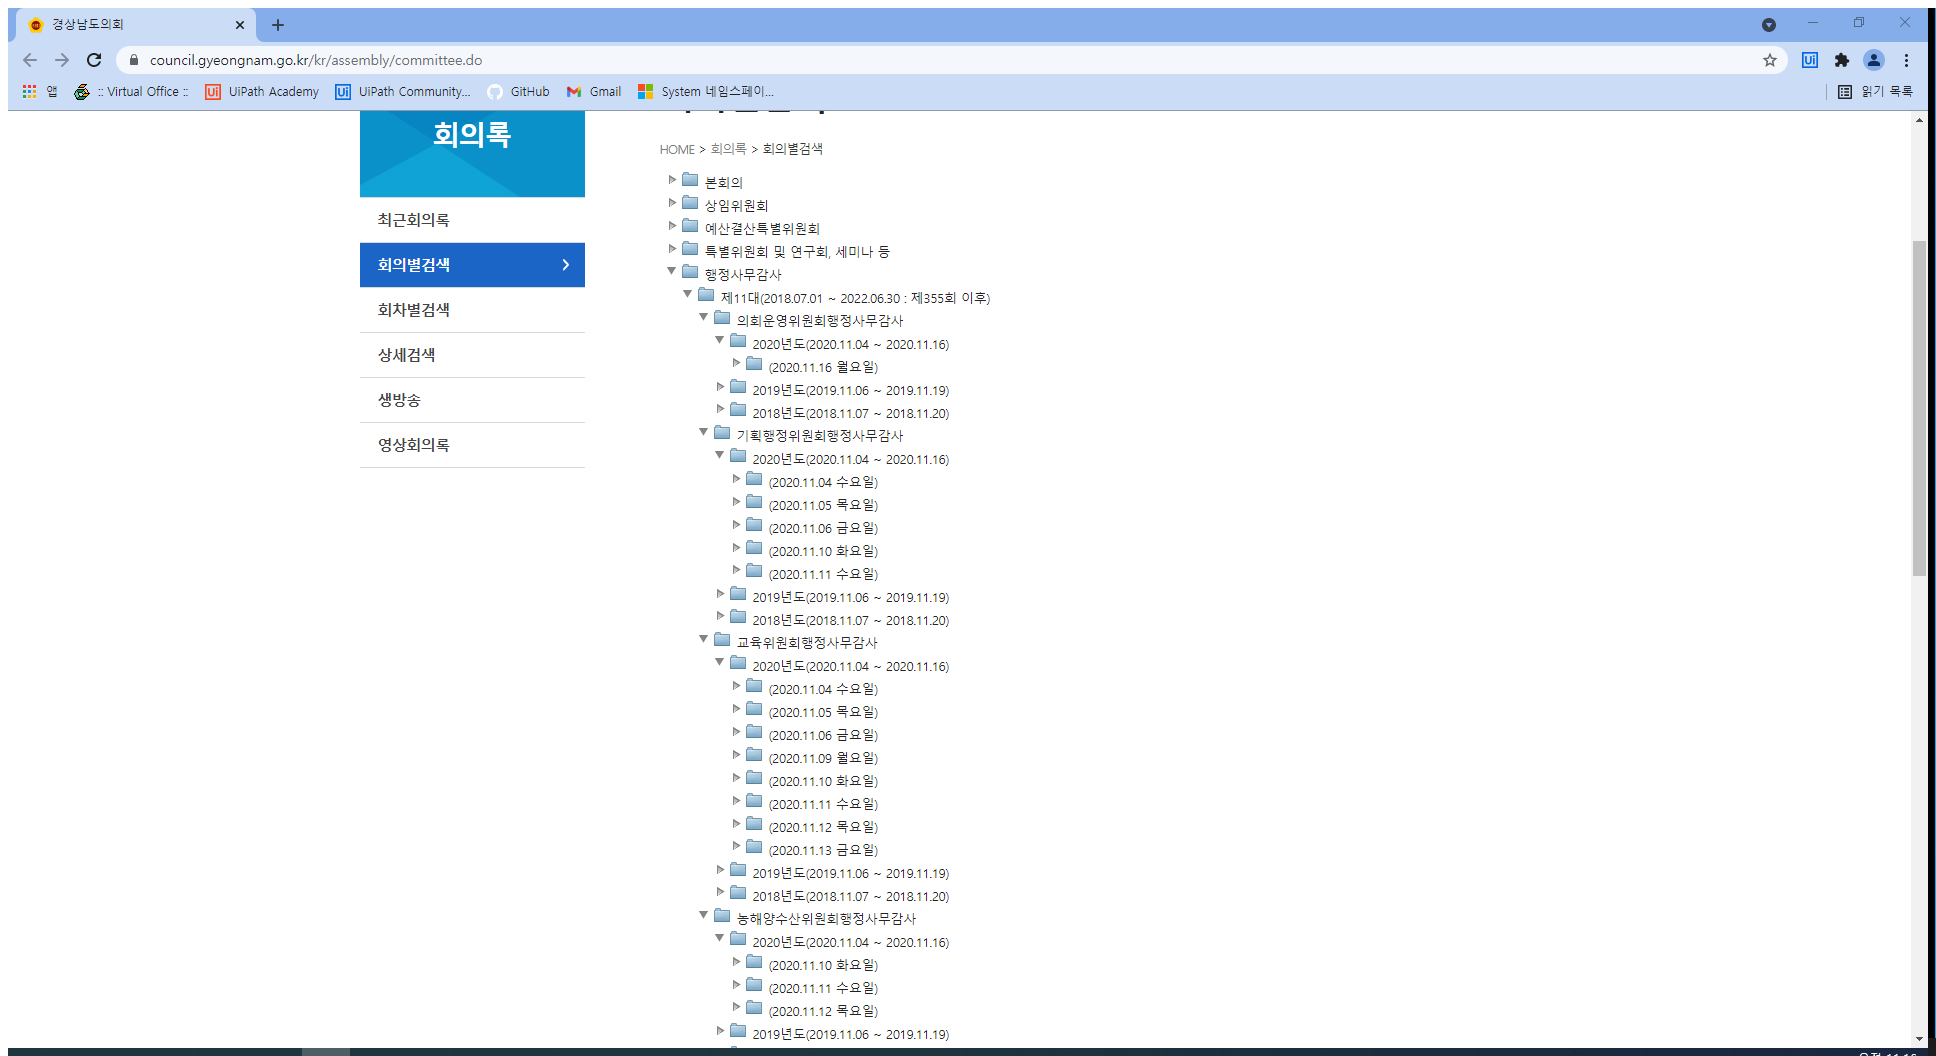 경상남도의회
council.gyeongnam.go.kr/kr/assembly/committee.do
앱 :: Virtual Office :: UiPath Academy UiPath Community... GitHub Gmail System 네임스페이... 읽기 목록
회의록
최근회의록
회의별검색
회차별검색
상세검색
생방송
영상회의록
HOME > 회의록 > 회의별검색
본회의
상임위원회
예산결산특별위원회
특별위원회 및 연구회, 세미나 등
행정사무감사
제11대(2018.07.01 ~ 2022.06.30 : 제355회 이후)
의회운영위원회행정사무감사
2020년도(2020.11.04 ~ 2020.11.16)
(2020.11.16 월요일)
2019년도(2019.11.06 ~ 2019.11.19)
2018년도(2018.11.07 ~ 2018.11.20)
기획행정위원회행정사무감사
2020년도(2020.11.04 ~ 2020.11.16)
(2020.11.04 수요일)
(2020.11.05 목요일)
(2020.11.06 금요일)
(2020.11.10 화요일)
(2020.11.11 수요일)
2019년도(2019.11.06 ~ 2019.11.19)
2018년도(2018.11.07 ~ 2018.11.20)
교육위원회행정사무감사
2020년도(2020.11.04 ~ 2020.11.16)
(2020.11.04 수요일)
(2020.11.05 목요일)
(2020.11.06 금요일)
(2020.11.09 월요일)
(2020.11.10 화요일)
(2020.11.11 수요일)
(2020.11.12 목요일)
(2020.11.13 금요일)
2019년도(2019.11.06 ~ 2019.11.19)
2018년도(2018.11.07 ~ 2018.11.20)
농해양수산위원회행정사무감사
2020년도(2020.11.04 ~ 2020.11.16)
(2020.11.10 화요일)
(2020.11.11 수요일)
(2020.11.12 목요일)
2019년도(2019.11.06 ~ 2019.11.19)